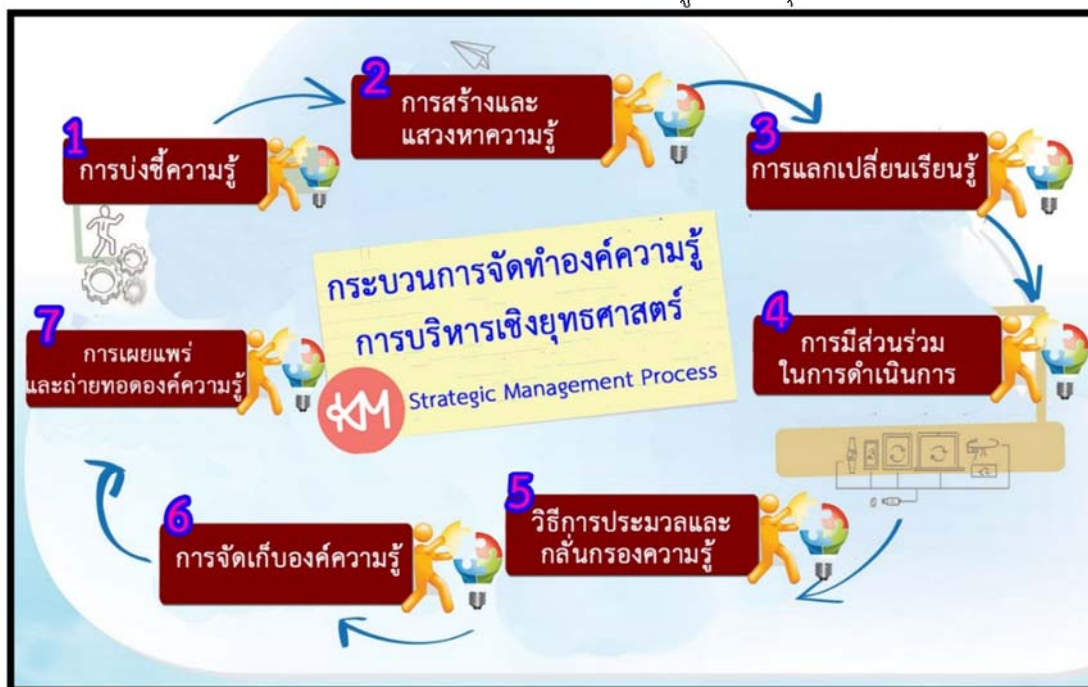 1
การบ่งชี้ความรู้
2
การสร้างและ
แสวงหาความรู้
3
การแลกเปลี่ยนเรียนรู้
กระบวนการจัดทำองค์ความรู้
การบริหารเชิงยุทธศาสตร์
KM Strategic Management Process
4
การมีส่วนร่วม
ในการดำเนินการ
5
วิธีการประมวลและ
กลั่นกรองความรู้
6
การจัดเก็บองค์ความรู้
7
การเผยแพร่
และถ่ายทอดองค์ความรู้